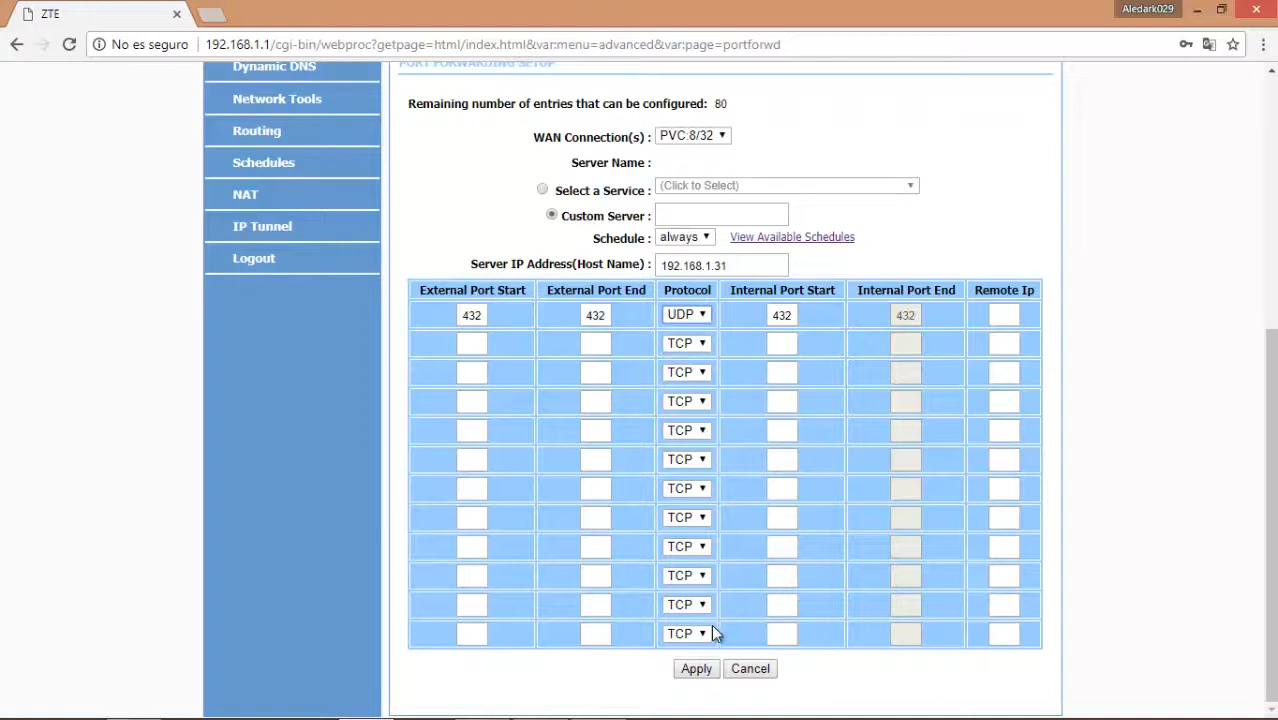 ZTE
Aledark029
No es seguro
192.168.1.1/cgi-bin/webproc?getpage=html/index.html&var:menu=advanced&var:page=portforwd
Dynamic DNS
Network Tools
Routing
Schedules
NAT
IP Tunnel
Logout
PORT FORWARDING SETUP
Remaining number of entries that can be configured: 80
WAN Connection(s) : PVC:8/32
Server Name :
Select a Service : (Click to Select)
Custom Server :
Schedule : always View Available Schedules
Server IP Address(Host Name) : 192.168.1.31
External Port Start External Port End Protocol Internal Port Start Internal Port End Remote Ip
432 432 UDP 432 432
TCP
TCP
TCP
TCP
TCP
TCP
TCP
TCP
TCP
TCP
TCP
Apply Cancel